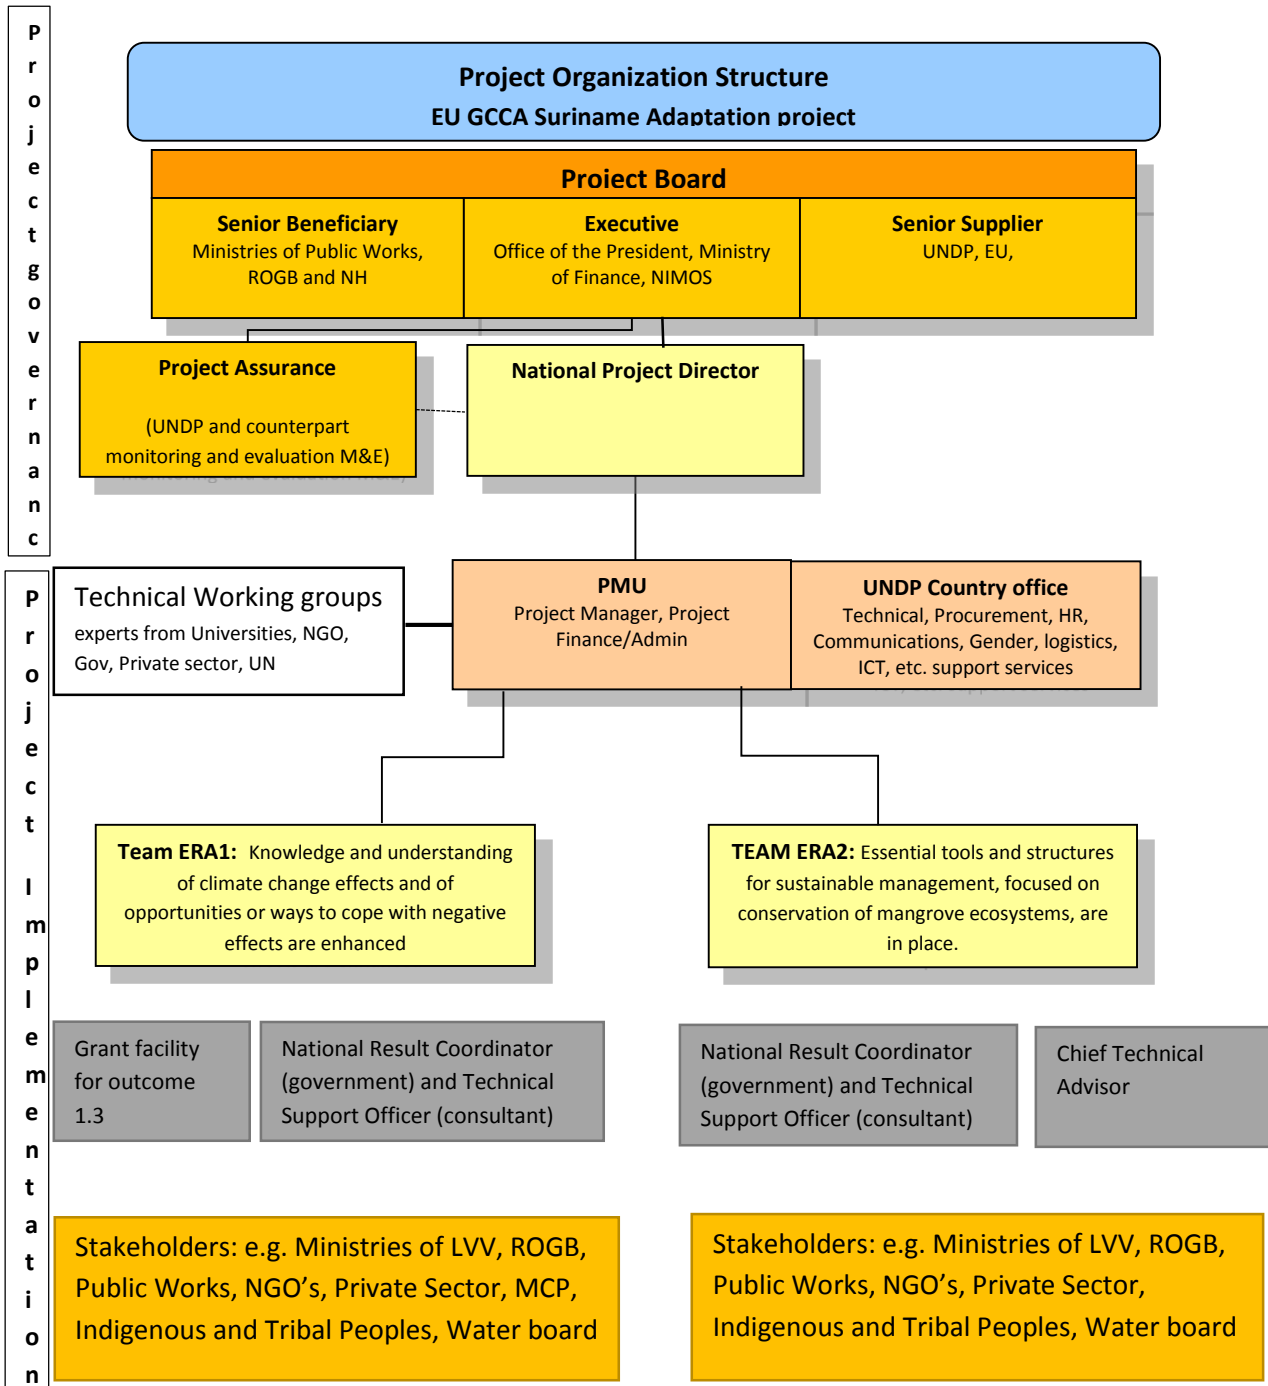 Project governanc
Project Organization Structure
EU GCCA Suriname Adaptation project
Project Board
Senior Beneficiary
Ministries of Public Works,
ROGB and NH
Executive
Office of the President, Ministry
of Finance, NIMOS
Senior Supplier
UNDP, EU,
Project Assurance
(UNDP and counterpart
monitoring and evaluation M&E)
National Project Director
Project Implementation
Technical Working groups
experts from Universities, NGO,
Gov, Private sector, UN
PMU
Project Manager, Project
Finance/Admin
UNDP Country office
Technical, Procurement, HR,
Communications, Gender, logistics,
ICT, etc. support services
Team ERA1: Knowledge and understanding
of climate change effects and of
opportunities or ways to cope with negative
effects are enhanced
TEAM ERA2: Essential tools and structures
for sustainable management, focused on
conservation of mangrove ecosystems, are
in place.
Grant facility
for outcome
1.3
National Result Coordinator
(government) and Technical
Support Officer (consultant)
National Result Coordinator
(government) and Technical
Support Officer (consultant)
Chief Technical
Advisor
Stakeholders: e.g. Ministries of LVV, ROGB,
Public Works, NGO’s, Private Sector, MCP,
Indigenous and Tribal Peoples, Water board
Stakeholders: e.g. Ministries of LVV, ROGB,
Public Works, NGO’s, Private Sector,
Indigenous and Tribal Peoples, Water board